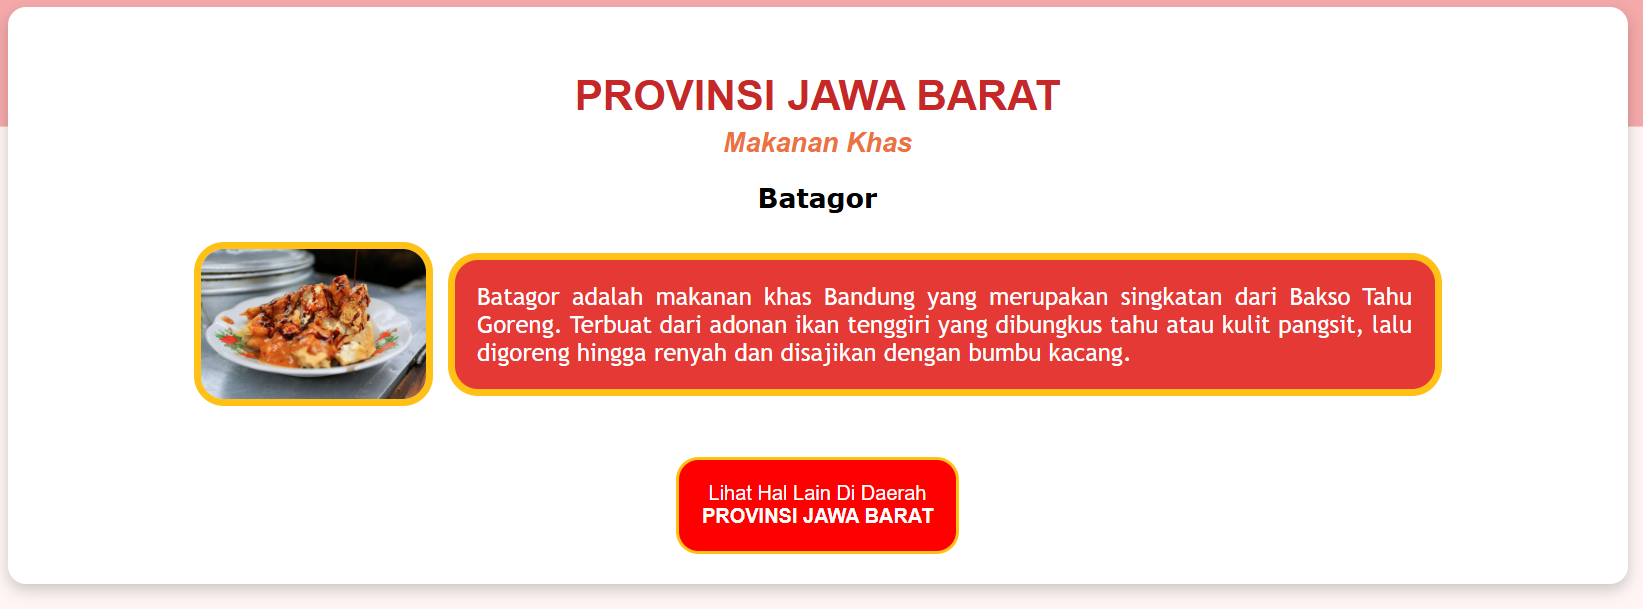 PROVINSI JAWA BARAT
Makanan Khas
Batagor
Batagor adalah makanan khas Bandung yang merupakan singkatan dari Bakso Tahu
Goreng. Terbuat dari adonan ikan tenggiri yang dibungkus tahu atau kulit pangsit, lalu
digoreng hingga renyah dan disajikan dengan bumbu kacang.
Lihat Hal Lain Di Daerah
PROVINSI JAWA BARAT